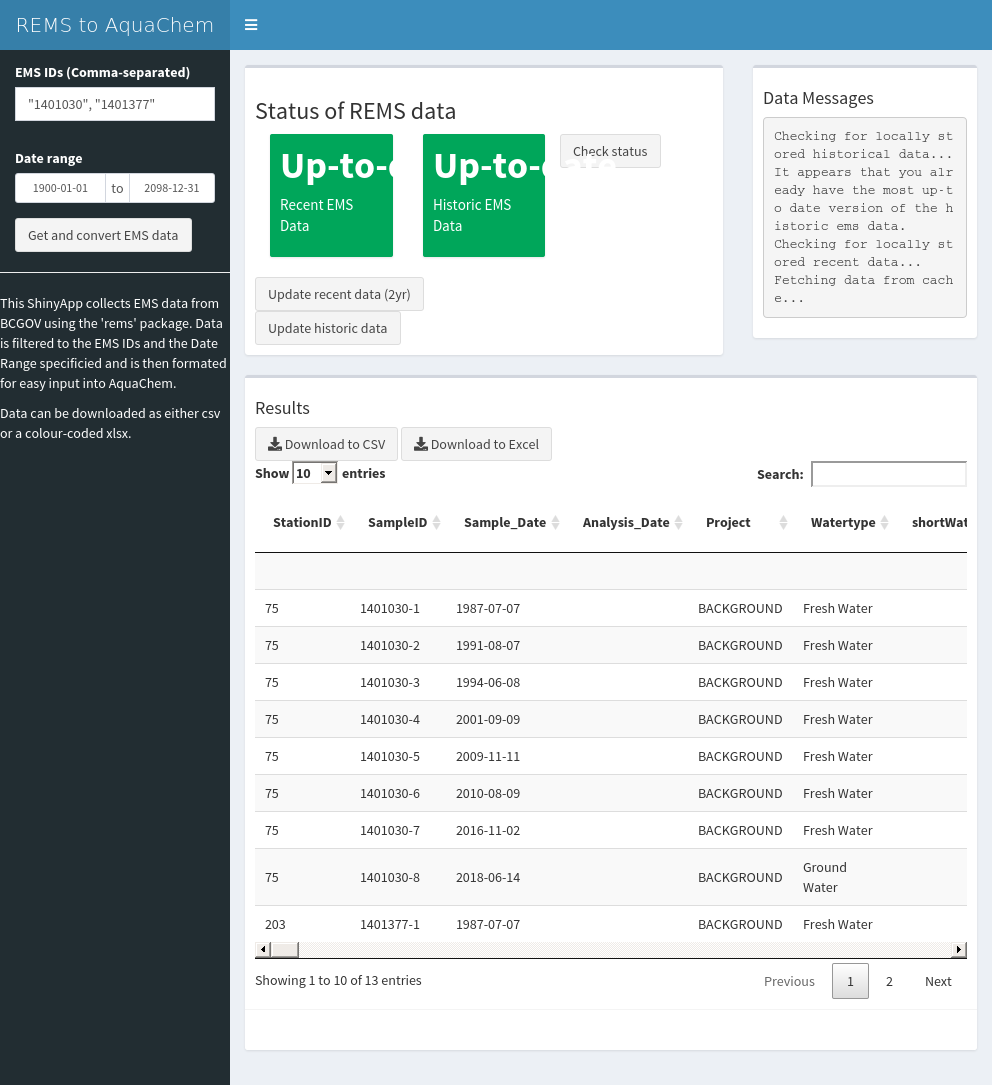 REMS to AquaChem
EMS IDs (Comma-separated)
"1401030", "1401377"
Date range
1900-01-01 to 2098-12-31
Get and convert EMS data
This ShinyApp collects EMS data from
BCGOV using the 'rems' package. Data
is filtered to the EMS IDs and the Date
Range specificied and is then formated
for easy input into AquaChem.
Data can be downloaded as either csv
or a colour-coded xlsx.
Status of REMS data
Up-to-date
Recent EMS
Data
Up-to-date
Historic EMS
Data
Check status
Update recent data (2yr)
Update historic data
Data Messages
Checking for locally st
ored historical data...
It appears that you alr
eady have the most up-t
o date version of the h
istoric ems data.
Checking for locally st
ored recent data...
Fetching data from cach
e...
Results
Download to CSV Download to Excel
Show 10 entries Search:
StationID SampleID Sample_Date Analysis_Date Project Watertype shortWat
75 1401030-1 1987-07-07 BACKGROUND Fresh Water
75 1401030-2 1991-08-07 BACKGROUND Fresh Water
75 1401030-3 1994-06-08 BACKGROUND Fresh Water
75 1401030-4 2001-09-09 BACKGROUND Fresh Water
75 1401030-5 2009-11-11 BACKGROUND Fresh Water
75 1401030-6 2010-08-09 BACKGROUND Fresh Water
75 1401030-7 2016-11-02 BACKGROUND Fresh Water
75 1401030-8 2018-06-14 BACKGROUND Ground
Water
203 1401377-1 1987-07-07 BACKGROUND Fresh Water
Showing 1 to 10 of 13 entries Previous 1 2 Next